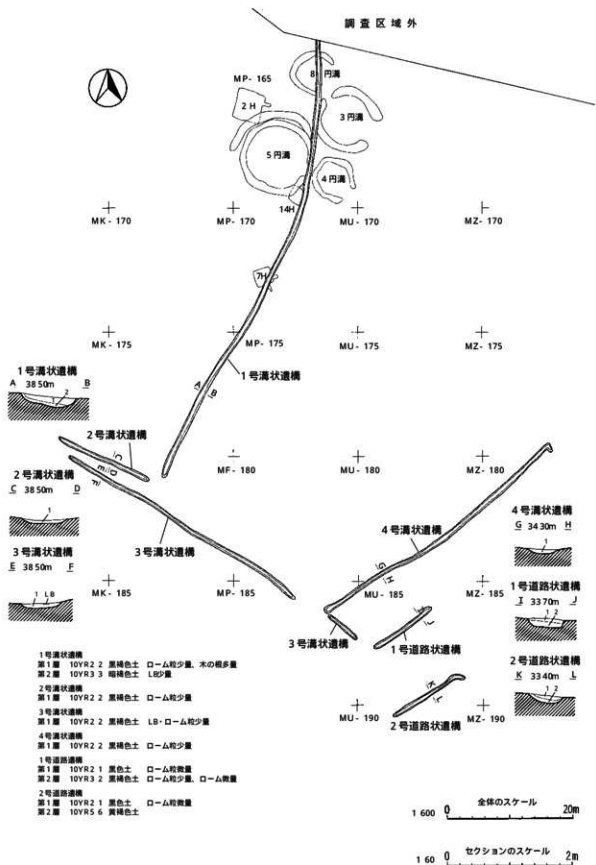 調査区域外
8 円溝
MP- 165
2 H
3 円溝
5 円溝
4 円溝
14H
MK- 170
MP- 170
MU- 170
MZ- 170
7H
MK- 175
MP- 175
MU- 175
MZ- 175
1号溝状遺構
A 38 50m B
1 2
A B
1号溝状遺構
2号溝状遺構
C
E D
F
MF- 180
MU- 180
MZ- 180
2号溝状遺構
C 38 50m D
1
4号溝状遺構
4号溝状遺構
G 34 30m H
1
3号溝状遺構
E 38 50m F
1 LB
3号溝状遺構
G H
MK- 185
MP- 185
MU- 185
MZ- 185
1号道路状遺構
I 33 70m J
1 2
3号溝状遺構
I J
1号道路状遺構
2号道路状遺構
K 33 40m L
1 2
K L
MU- 190
MZ- 190
2号道路状遺構
1号溝状遺構
第1層 10YR2 2 黒褐色土 ローム粒少量、木の根多量
第2層 10YR3 3 暗褐色土 LB少量
2号溝状遺構
第1層 10YR2 2 黒褐色土 ローム粒少量
3号溝状遺構
第1層 10YR2 2 黒褐色土 LB・ローム粒少量
4号溝状遺構
第1層 10YR2 2 黒褐色土 ローム粒少量
1号道路遺構
第1層 10YR2 1 黒色土 ローム粒微量
第2層 10YR3 2 黒褐色土 ローム粒少量、ローム微量
2号道路遺構
第1層 10YR2 1 黒色土 ローム粒微量
第2層 10YR5 6 黄褐色土
全体のスケール
1 600 0 20m
セクションのスケール
1 60 0 2m